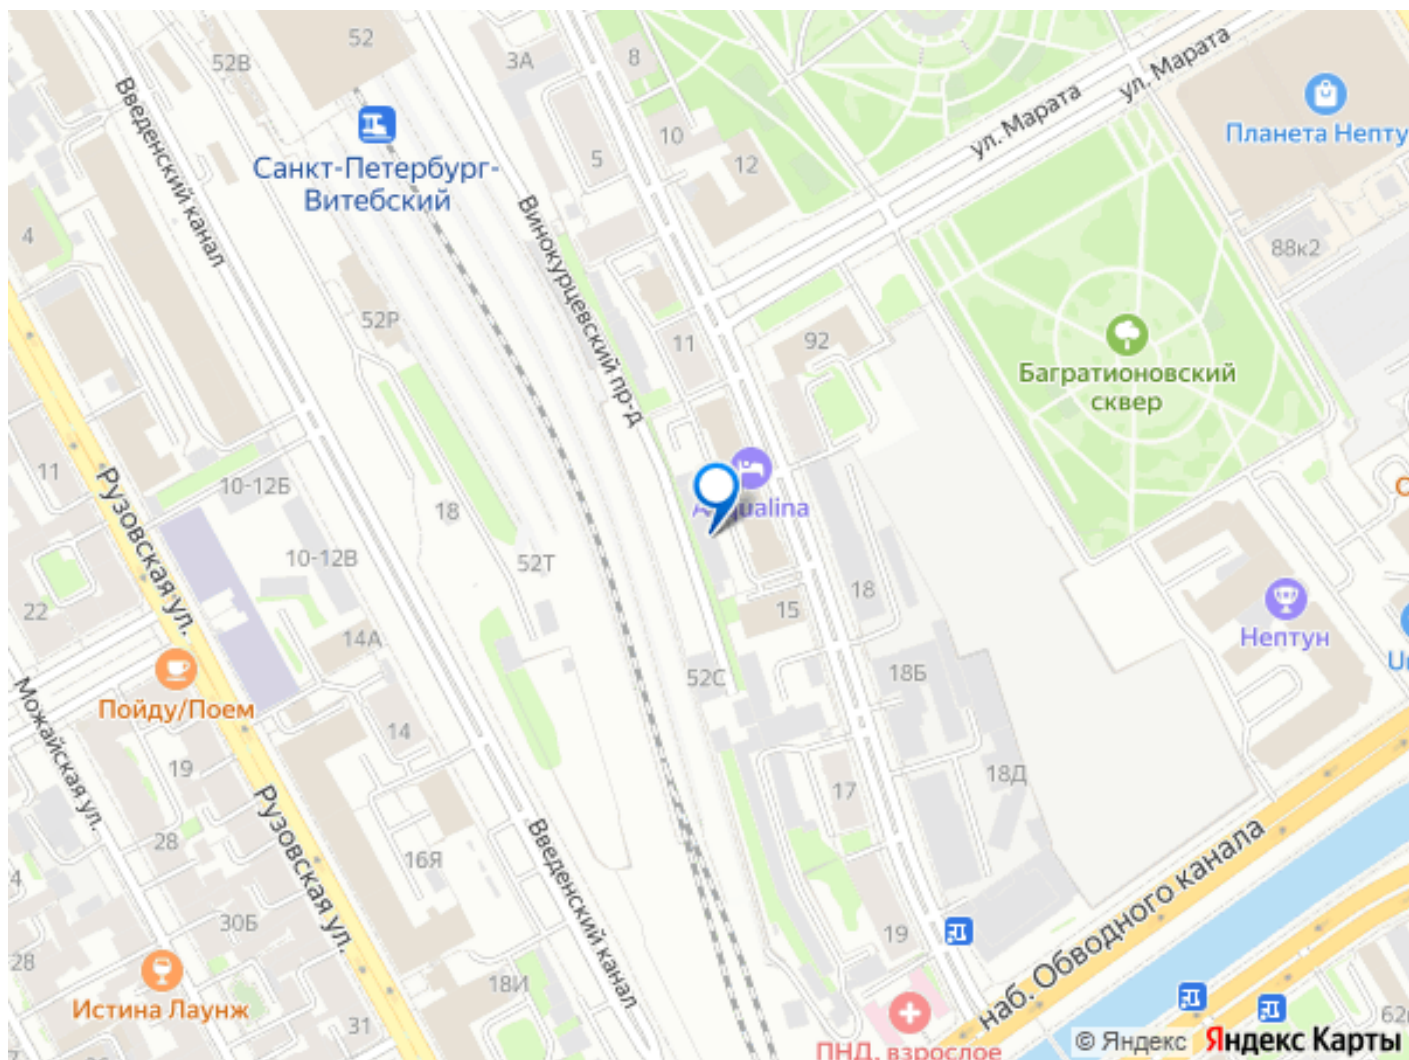 52
52В
3А
8
ул. Марата
ул. Марата
Планета Непту
Введенский канал
Санкт-Петербург-
Витебский
10
5
12
Винокурцевский пр-д
4
88к2
52Р
11
92
Багратионовский
сквер
11
10-12Б
18
Рузовская ул.
10-12В
52Т
22
14А
18
15
Нептун
52С
18Б
Пойду/Поем
Можайская ул.
14
19
17
18Д
Рузовская ул.
28
16Я
Введенский канал
наб. Обводного канала
4
30Б
19
28
18И
Истина Лаунж
31
ПНД, взрослое
© Яндекс Яндекс Карты